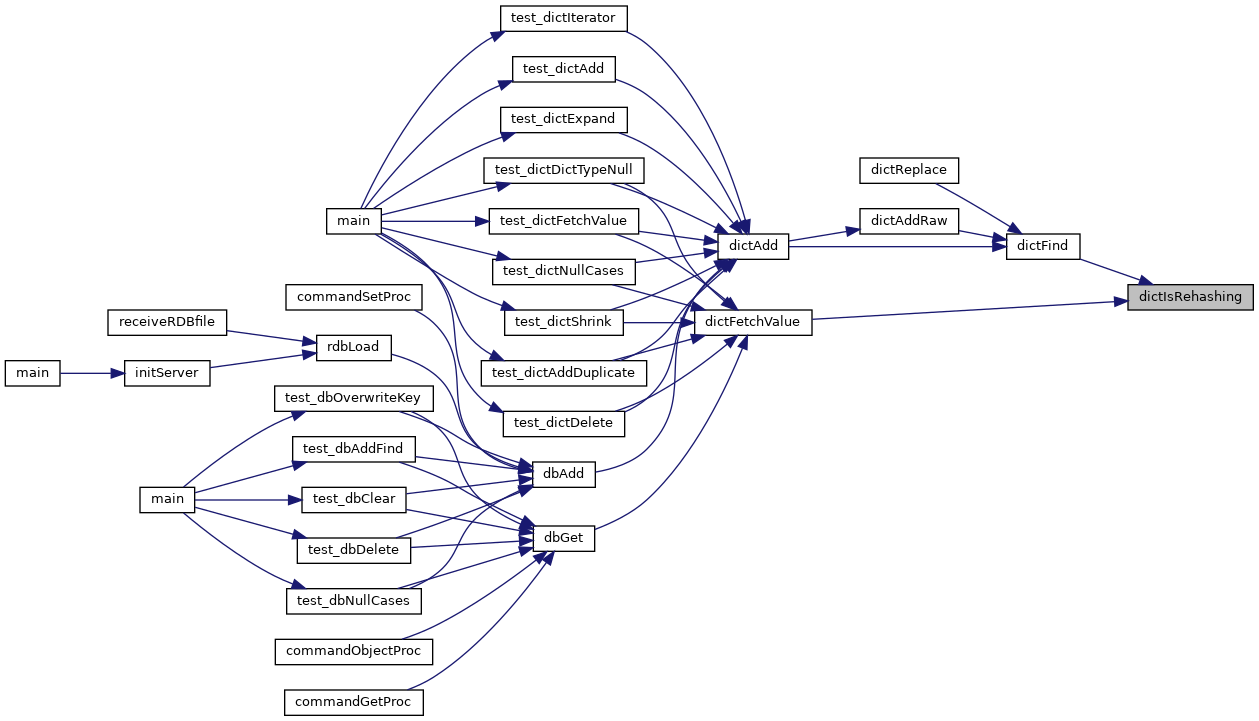 test_dictIterator
test_dictAdd
test_dictExpand
test_dictDictTypeNull
dictReplace
main
test_dictFetchValue
dictAddRaw
dictAdd
dictFind
test_dictNullCases
dictIsRehashing
commandSetProc
receiveRDBfile
test_dictShrink
dictFetchValue
rdbLoad
main
initServer
test_dictAddDuplicate
test_dbOverwriteKey
test_dictDelete
test_dbAddFind
dbAdd
main
test_dbClear
dbGet
test_dbDelete
test_dbNullCases
commandObjectProc
commandGetProc